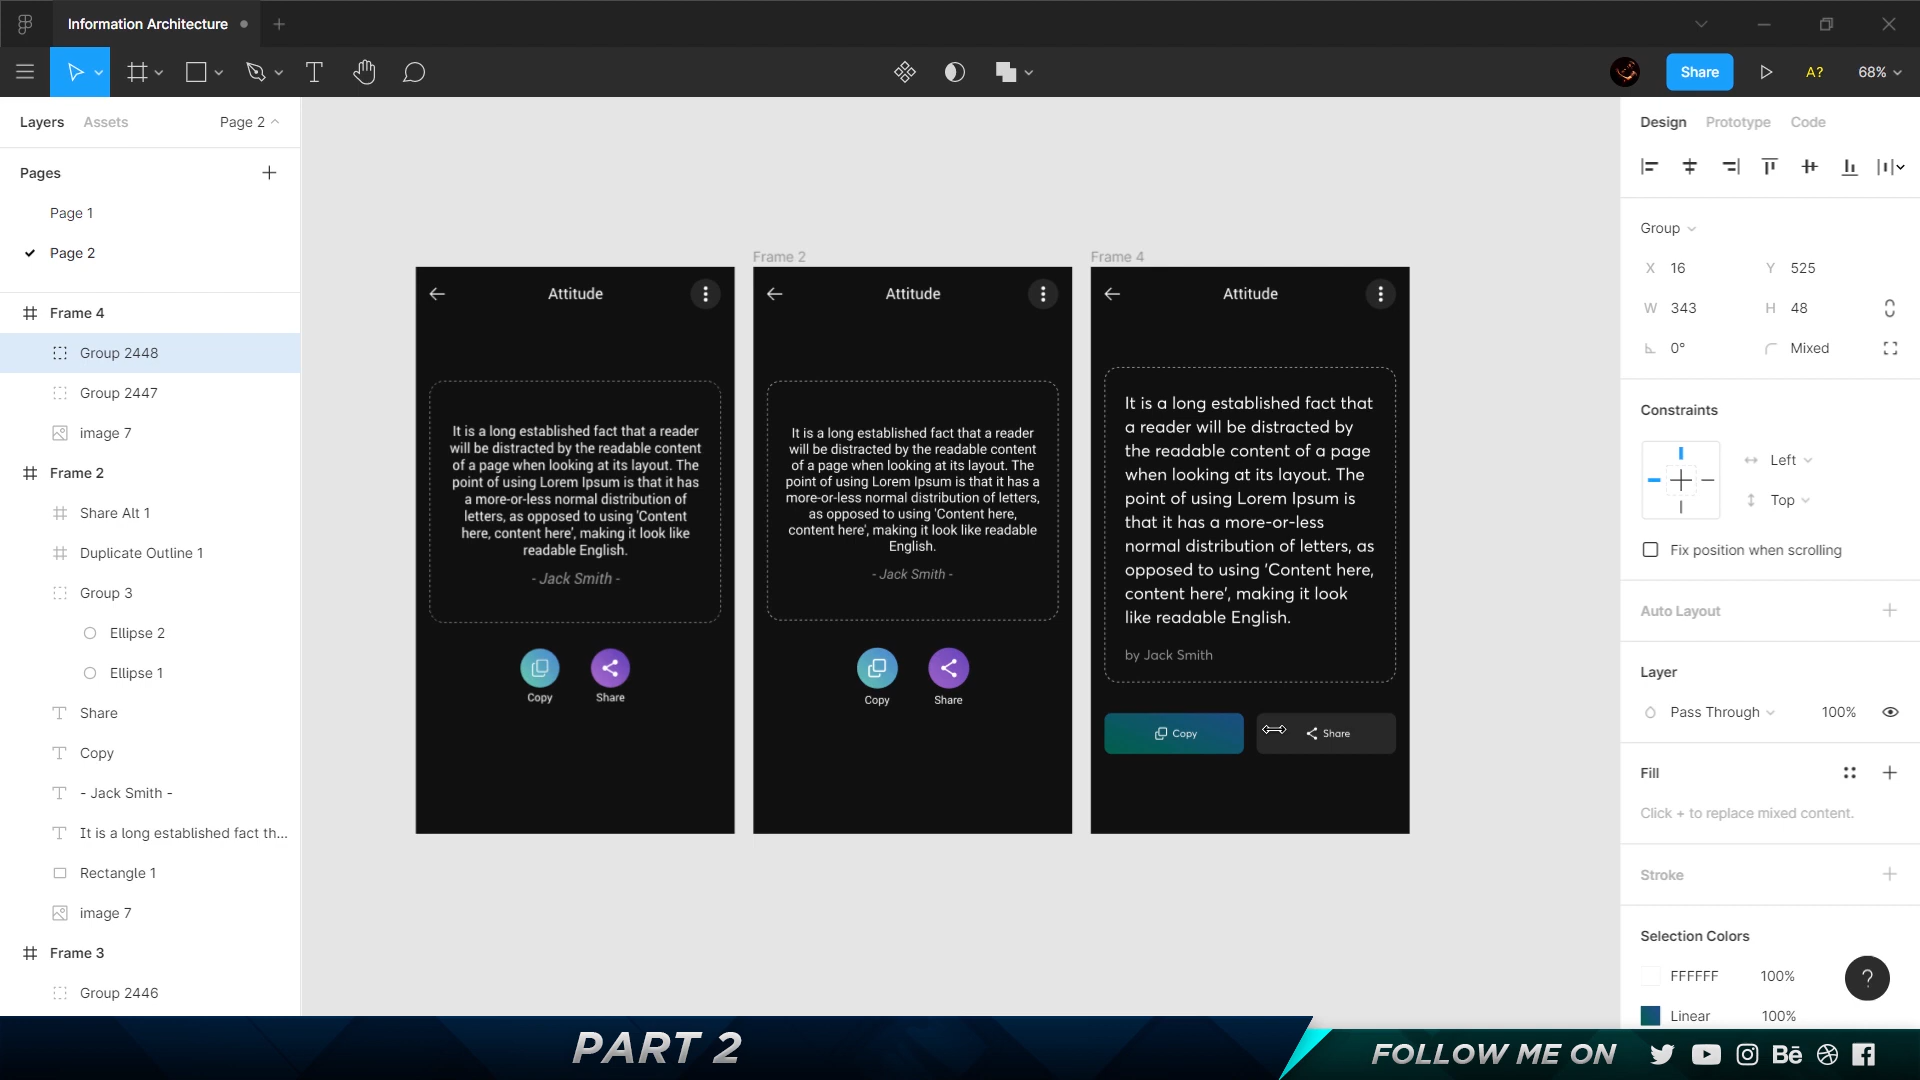 Information Architecture
Share
A?
68%
Layers
Assets
Page 2
Pages
Page 1
Page 2
Frame 4
Group 2448
Group 2447
image 7
Frame 2
Share Alt 1
Duplicate Outline 1
Group 3
Ellipse 2
Ellipse 1
Share
Copy
- Jack Smith -
It is a long established fact th...
Rectangle 1
image 7
Frame 3
Group 2446
Attitude
It is a long established fact that a reader
will be distracted by the readable content
of a page when looking at its layout. The
point of using Lorem Ipsum is that it has
a more-or-less normal distribution of
letters, as opposed to using 'Content
here, content here', making it look like
readable English.
- Jack Smith -
Copy
Share
Frame 2
Attitude
It is a long established fact that a reader
will be distracted by the readable content
of a page when looking at its layout. The
point of using Lorem Ipsum is that it has a
more-or-less normal distribution of letters,
as opposed to using 'Content here,
content here', making it look like readable
English.
- Jack Smith -
Copy
Share
Frame 4
Attitude
It is a long established fact that
a reader will be distracted by
the readable content of a page
when looking at its layout. The
point of using Lorem Ipsum is
that it has a more-or-less
normal distribution of letters, as
opposed to using ‘Content here,
content here’, making it look
like readable English.
by Jack Smith
Copy
Share
Design
Prototype
Code
Group
X 16
Y 525
W 343
H 48
0°
Mixed
Constraints
Left
Top
Fix position when scrolling
Auto Layout
Layer
Pass Through
100%
Fill
Click + to replace mixed content.
Stroke
Selection Colors
FFFFFF 100%
Linear 100%
?
PART 2
FOLLOW ME ON
Bē